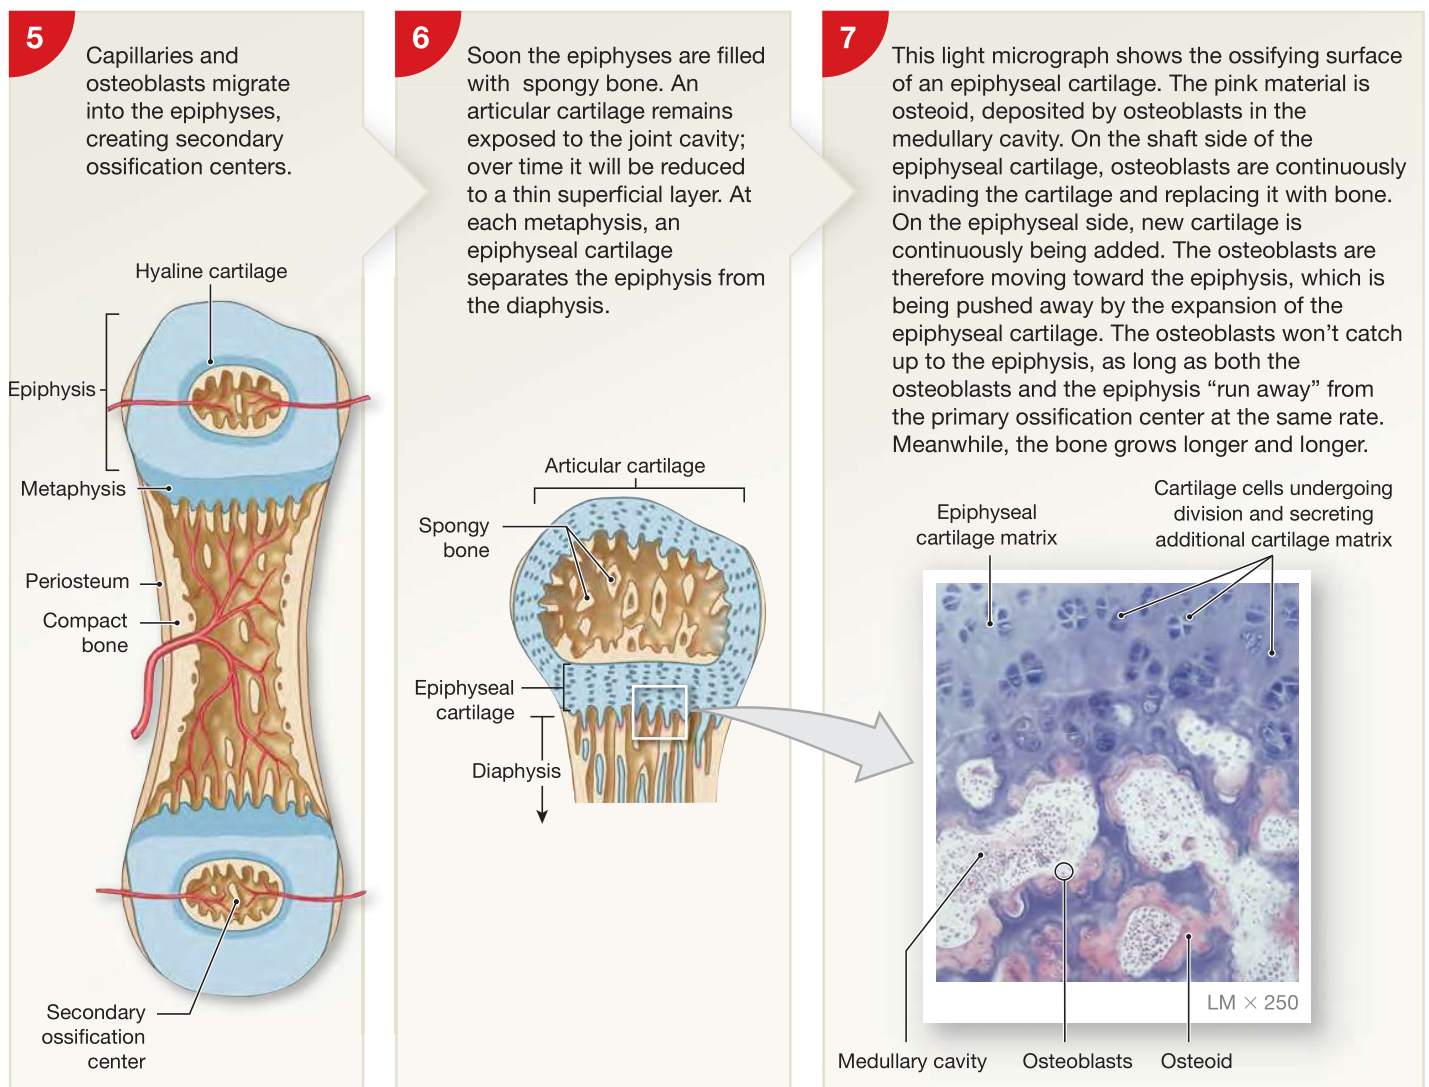 5
Capillaries and
osteoblasts migrate
into the epiphyses,
creating secondary
ossification centers.
Hyaline cartilage
Epiphysis
Metaphysis
Periosteum
Compact
bone
Secondary
ossification
center
6
Soon the epiphyses are filled
with spongy bone. An
articular cartilage remains
exposed to the joint cavity;
over time it will be reduced
to a thin superficial layer. At
each metaphysis, an
epiphyseal cartilage
separates the epiphysis from
the diaphysis.
Articular cartilage
Spongy
bone
Epiphyseal
cartilage
Diaphysis
7
This light micrograph shows the ossifying surface
of an epiphyseal cartilage. The pink material is
osteoid, deposited by osteoblasts in the
medullary cavity. On the shaft side of the
epiphyseal cartilage, osteoblasts are continuously
invading the cartilage and replacing it with bone.
On the epiphyseal side, new cartilage is
continuously being added. The osteoblasts are
therefore moving toward the epiphysis, which is
being pushed away by the expansion of the
epiphyseal cartilage. The osteoblasts won’t catch
up to the epiphysis, as long as both the
osteoblasts and the epiphysis “run away” from
the primary ossification center at the same rate.
Meanwhile, the bone grows longer and longer.
Epiphyseal
cartilage matrix
Cartilage cells undergoing
division and secreting
additional cartilage matrix
LM × 250
Medullary cavity
Osteoblasts
Osteoid